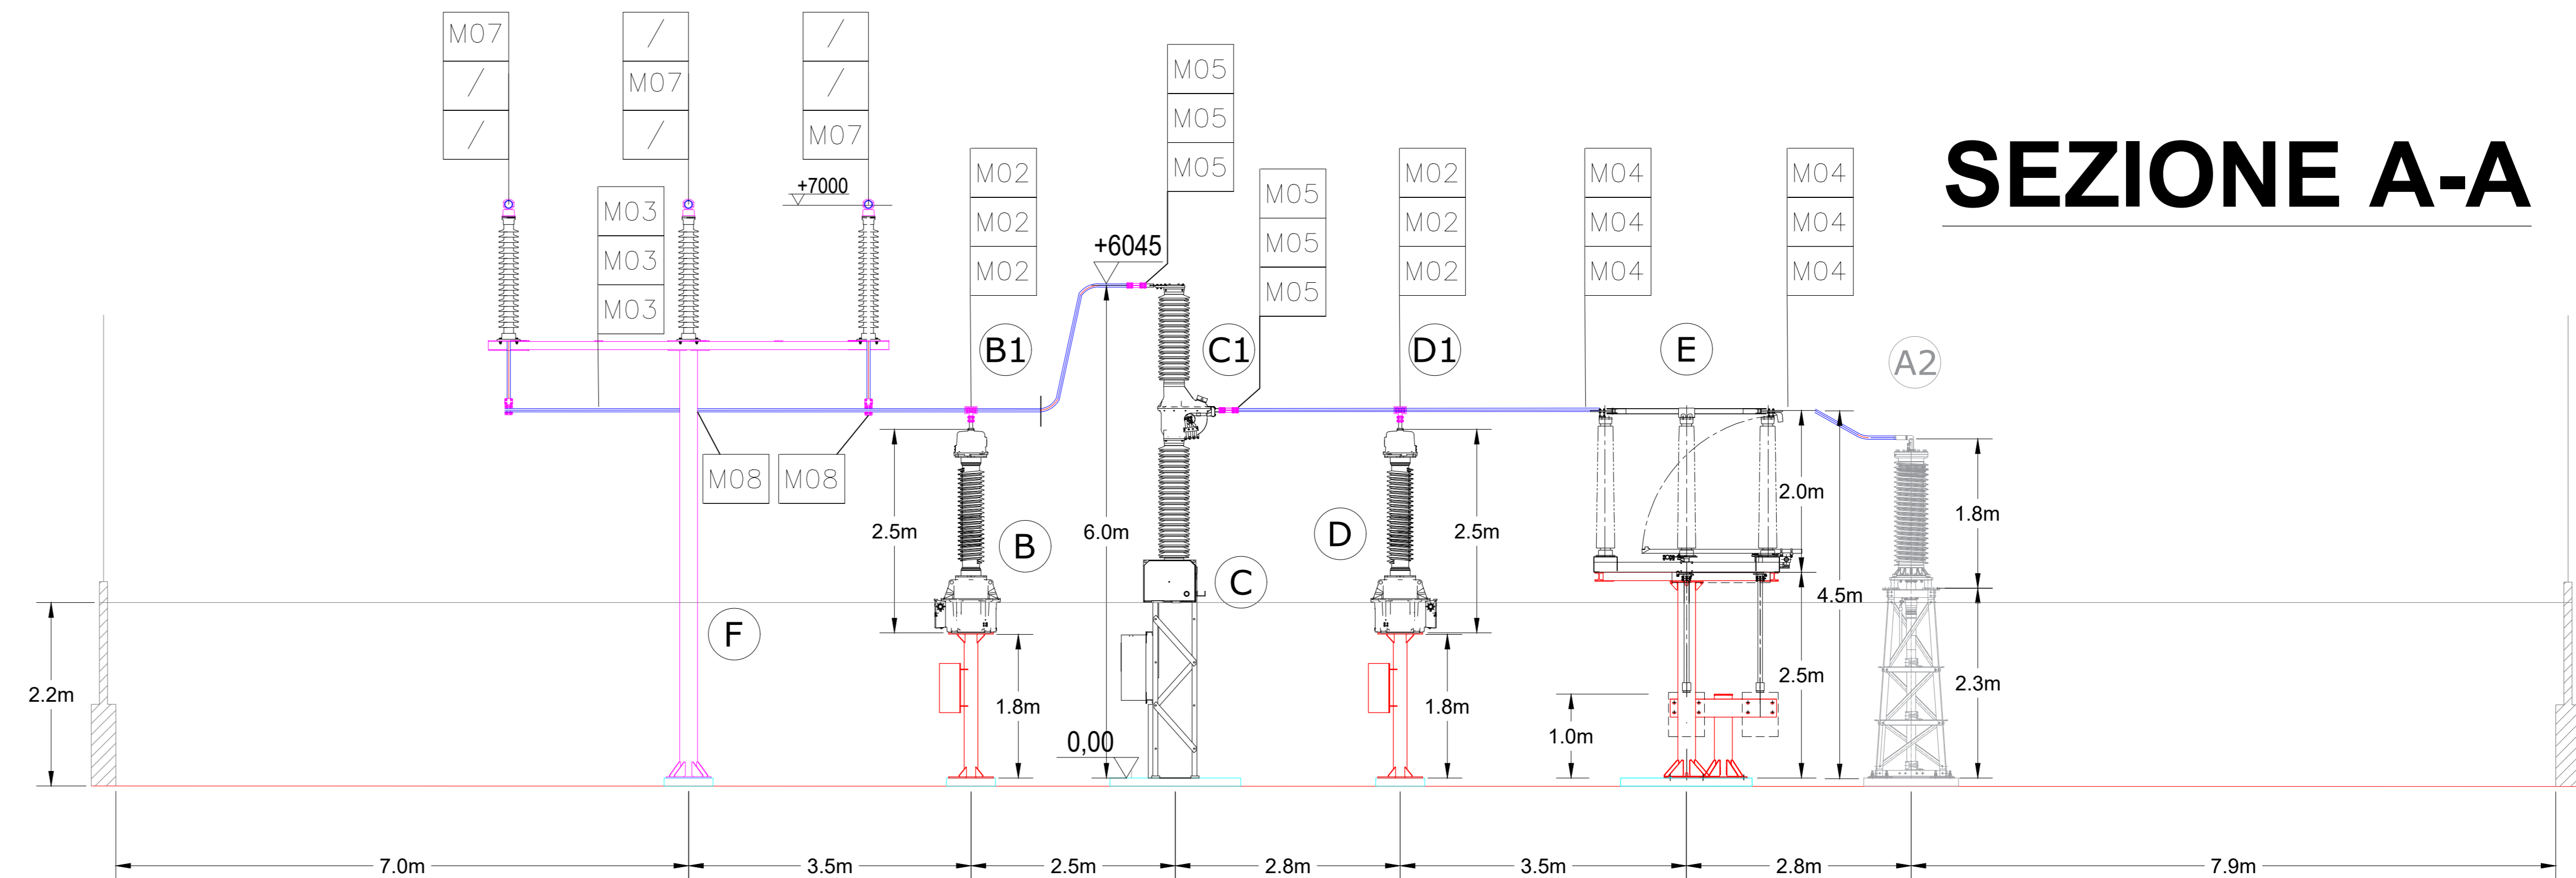 M07
/
/
/
M07
/
/
/
M07
M05
M05
M05
SEZIONE A-A
+7000
M03
M03
M03
M02
M02
M02
M05
M05
M05
M02
M02
M02
M04
M04
M04
M04
M04
M04
+6045
B1
C1
D1
E
A2
M08
M08
2.5m
B
6.0m
C
D
2.5m
2.0m
1.8m
4.5m
F
2.2m
1.8m
0,00
1.8m
1.0m
2.5m
2.3m
7.0m
3.5m
2.5m
2.8m
3.5m
2.8m
7.9m